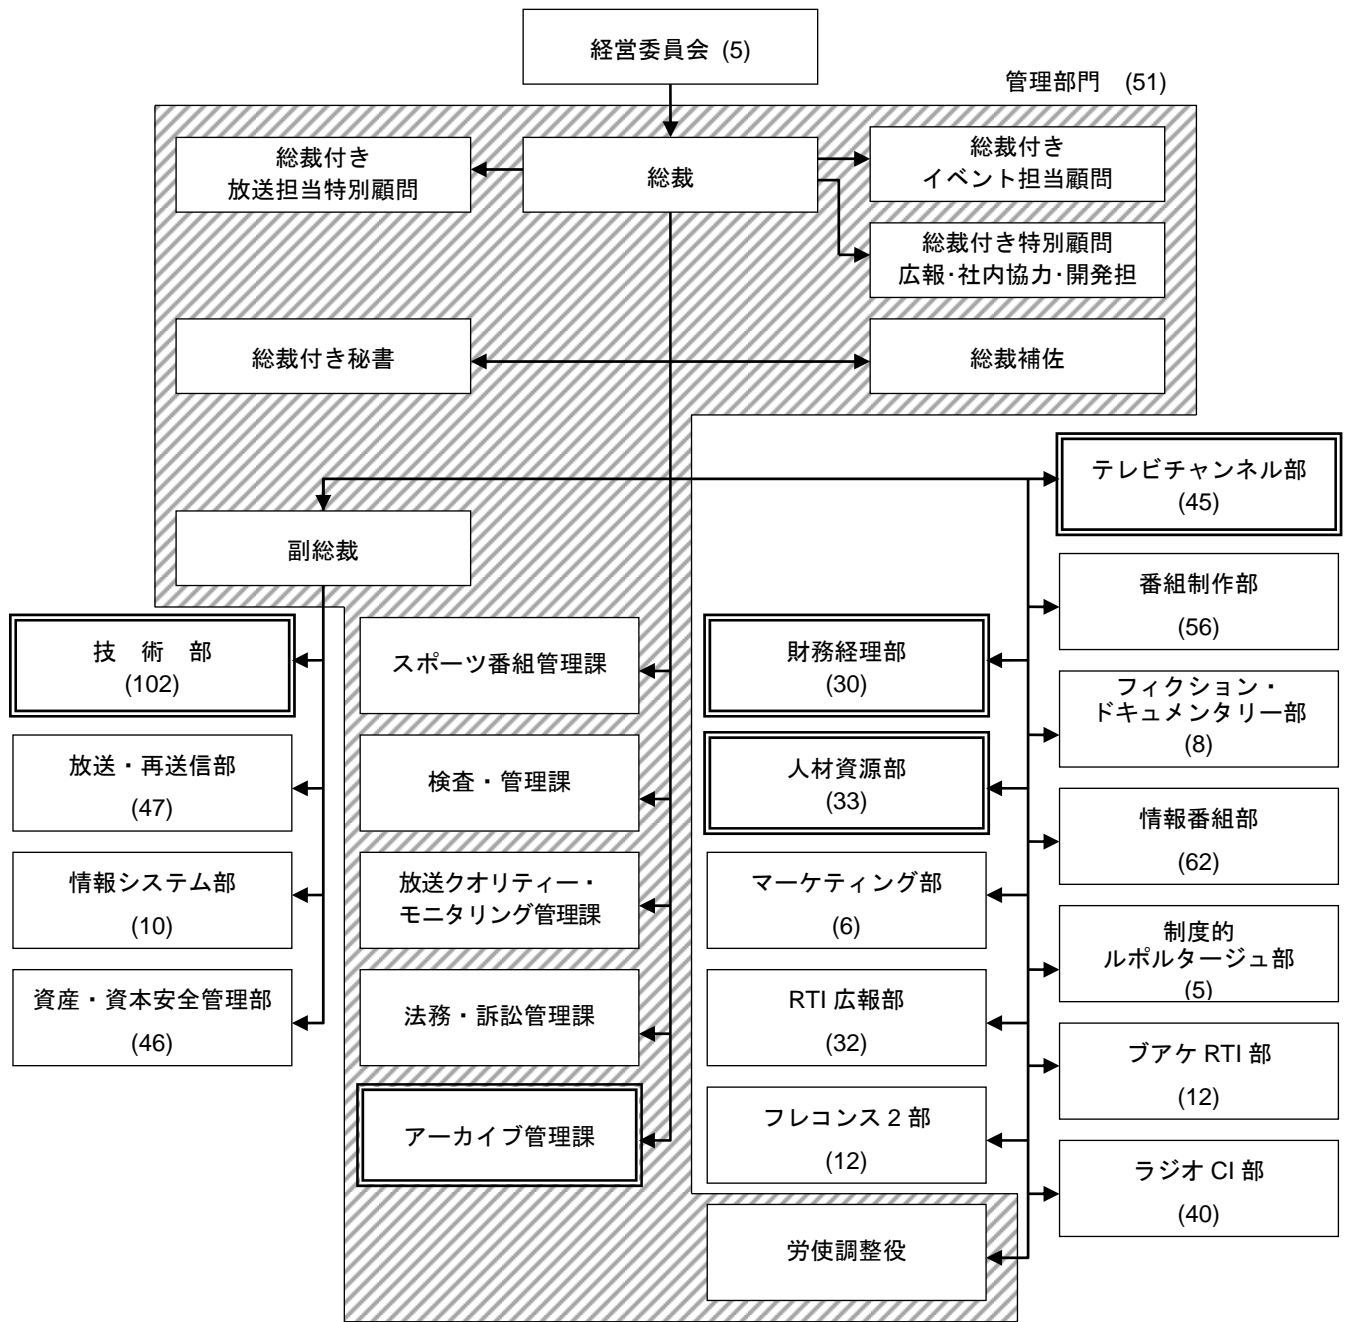 経営委員会 (5)
管理部門 (51)
総裁付き
放送担当特別顧問
総裁
総裁付き
イベント担当顧問
総裁付き特別顧問
広報・社内協力・開発担
総裁付き秘書
総裁補佐
テレビチャンネル部
(45)
副総裁
番組制作部
(56)
技 術 部
(102)
スポーツ番組管理課
財務経理部
(30)
フィクション・
ドキュメンタリー部
(8)
放送・再送信部
(47)
検査・管理課
人材資源部
(33)
情報番組部
(62)
情報システム部
(10)
放送クオリティー・
モニタリング管理課
マーケティング部
(6)
制度的
ルポルタージュ部
(5)
資産・資本安全管理部
(46)
法務・訴訟管理課
RTI 広報部
(32)
ブアケ RTI 部
(12)
アーカイブ管理課
フレコンス 2 部
(12)
ラジオ CI 部
(40)
労使調整役